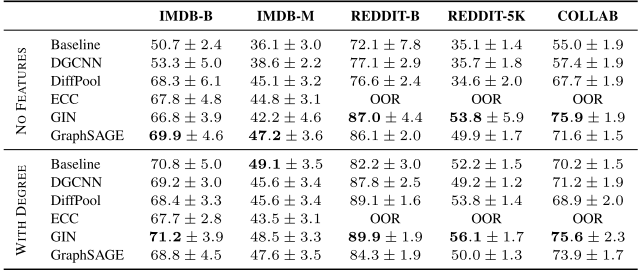 IMDB-B IMDB-M REDDIT-B REDDIT-5K COLLAB
NO FEATURES
Baseline 50.7 ± 2.4 36.1 ± 3.0 72.1 ± 7.8 35.1 ± 1.4 55.0 ± 1.9
DGCNN 53.3 ± 5.0 38.6 ± 2.2 77.1 ± 2.9 35.7 ± 1.8 57.4 ± 1.9
DiffPool 68.3 ± 6.1 45.1 ± 3.2 76.6 ± 2.4 34.6 ± 2.0 67.7 ± 1.9
ECC 67.8 ± 4.8 44.8 ± 3.1 OOR OOR OOR
GIN 66.8 ± 3.9 42.2 ± 4.6 87.0 ± 4.4 53.8 ± 5.9 75.9 ± 1.9
GraphSAGE 69.9 ± 4.6 47.2 ± 3.6 86.1 ± 2.0 49.9 ± 1.7 71.6 ± 1.5
WITH DEGREE
Baseline 70.8 ± 5.0 49.1 ± 3.5 82.2 ± 3.0 52.2 ± 1.5 70.2 ± 1.5
DGCNN 69.2 ± 3.0 45.6 ± 3.4 87.8 ± 2.5 49.2 ± 1.2 71.2 ± 1.9
DiffPool 68.4 ± 3.3 45.6 ± 3.4 89.1 ± 1.6 53.8 ± 1.4 68.9 ± 2.0
ECC 67.7 ± 2.8 43.5 ± 3.1 OOR OOR OOR
GIN 71.2 ± 3.9 48.5 ± 3.3 89.9 ± 1.9 56.1 ± 1.7 75.6 ± 2.3
GraphSAGE 68.8 ± 4.5 47.6 ± 3.5 84.3 ± 1.9 50.0 ± 1.3 73.9 ± 1.7